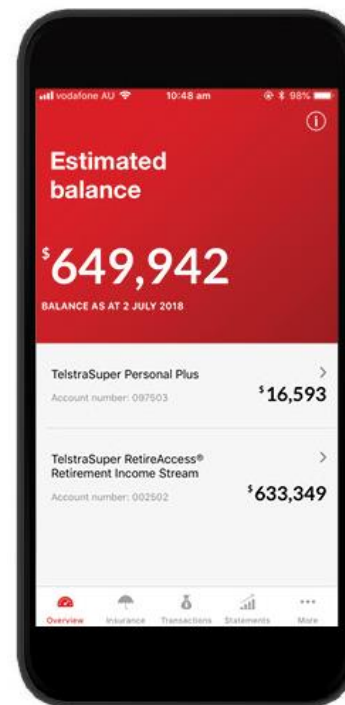 vodafone AU 10:48 am 98%
Estimated
balance
$649,942
BALANCE AS AT 2 JULY 2018
TelstraSuper Personal Plus
Account number: 097503 $16,593
TelstraSuper RetireAccess®
Retirement Income Stream
Account number: 002502 $633,349
Overview Insurance Transactions Statements More